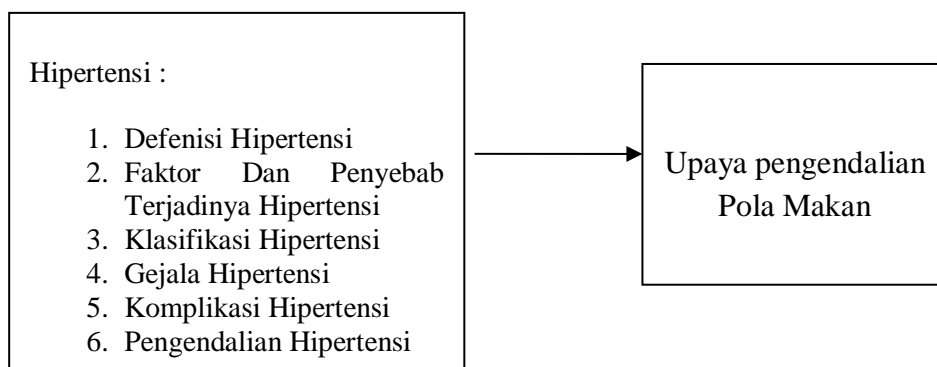 Hipertensi :
1. Defenisi Hipertensi
2. Faktor Dan Penyebab
Terjadinya Hipertensi
3. Klasifikasi Hipertensi
4. Gejala Hipertensi
5. Komplikasi Hipertensi
6. Pengendalian Hipertensi
Upaya pengendalian
Pola Makan